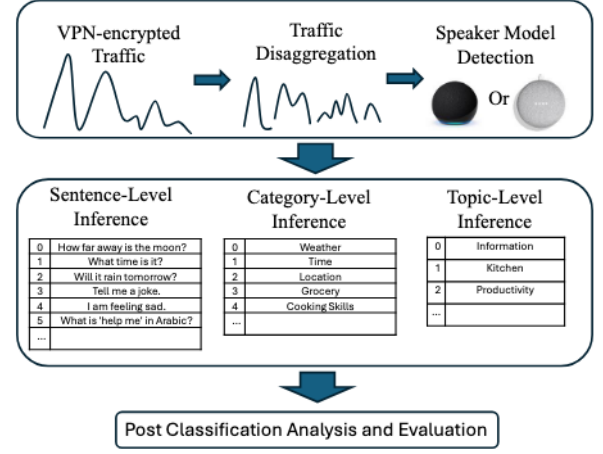 VPN-encrypted
Traffic
Traffic
Disaggregation
Speaker Model
Detection
Or
Sentence-Level
Inference
0 How far away is the moon?
1 What time is it?
2 Will it rain tomorrow?
3 Tell me a joke.
4 I am feeling sad.
5 What is 'help me' in Arabic?
...
Category-Level
Inference
0 Weather
1 Time
2 Location
3 Grocery
4 Cooking Skills
...
Topic-Level
Inference
0 Information
1 Kitchen
2 Productivity
...
Post Classification Analysis and Evaluation